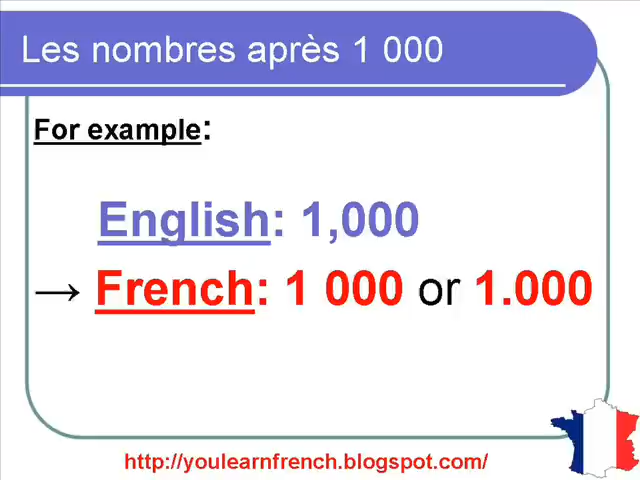 Les nombres après 1 000
For example:
English: 1,000
→ French: 1 000 or 1.000
http://youlearnfrench.blogspot.com/